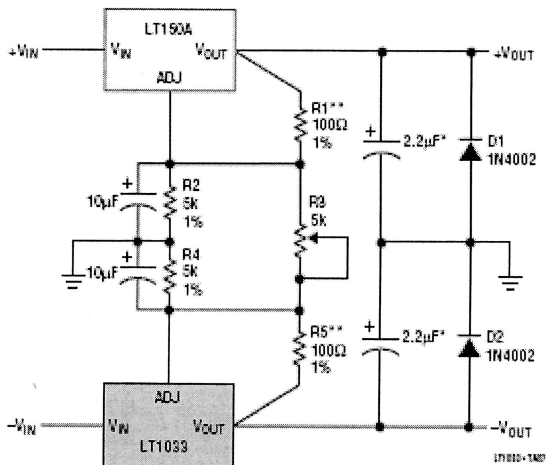 LT150A
+VIN
VIN
VOUT
+VOUT
ADJ
R1**
100Ω
1%
+
2.2µF*
D1
1N4002
+
10µF
R2
5k
1%
R3
5k
+
10µF
R4
5k
1%
R5**
100Ω
1%
+
2.2µF*
D2
1N4002
ADJ
-VIN
VIN
VOUT
-VOUT
LT1033